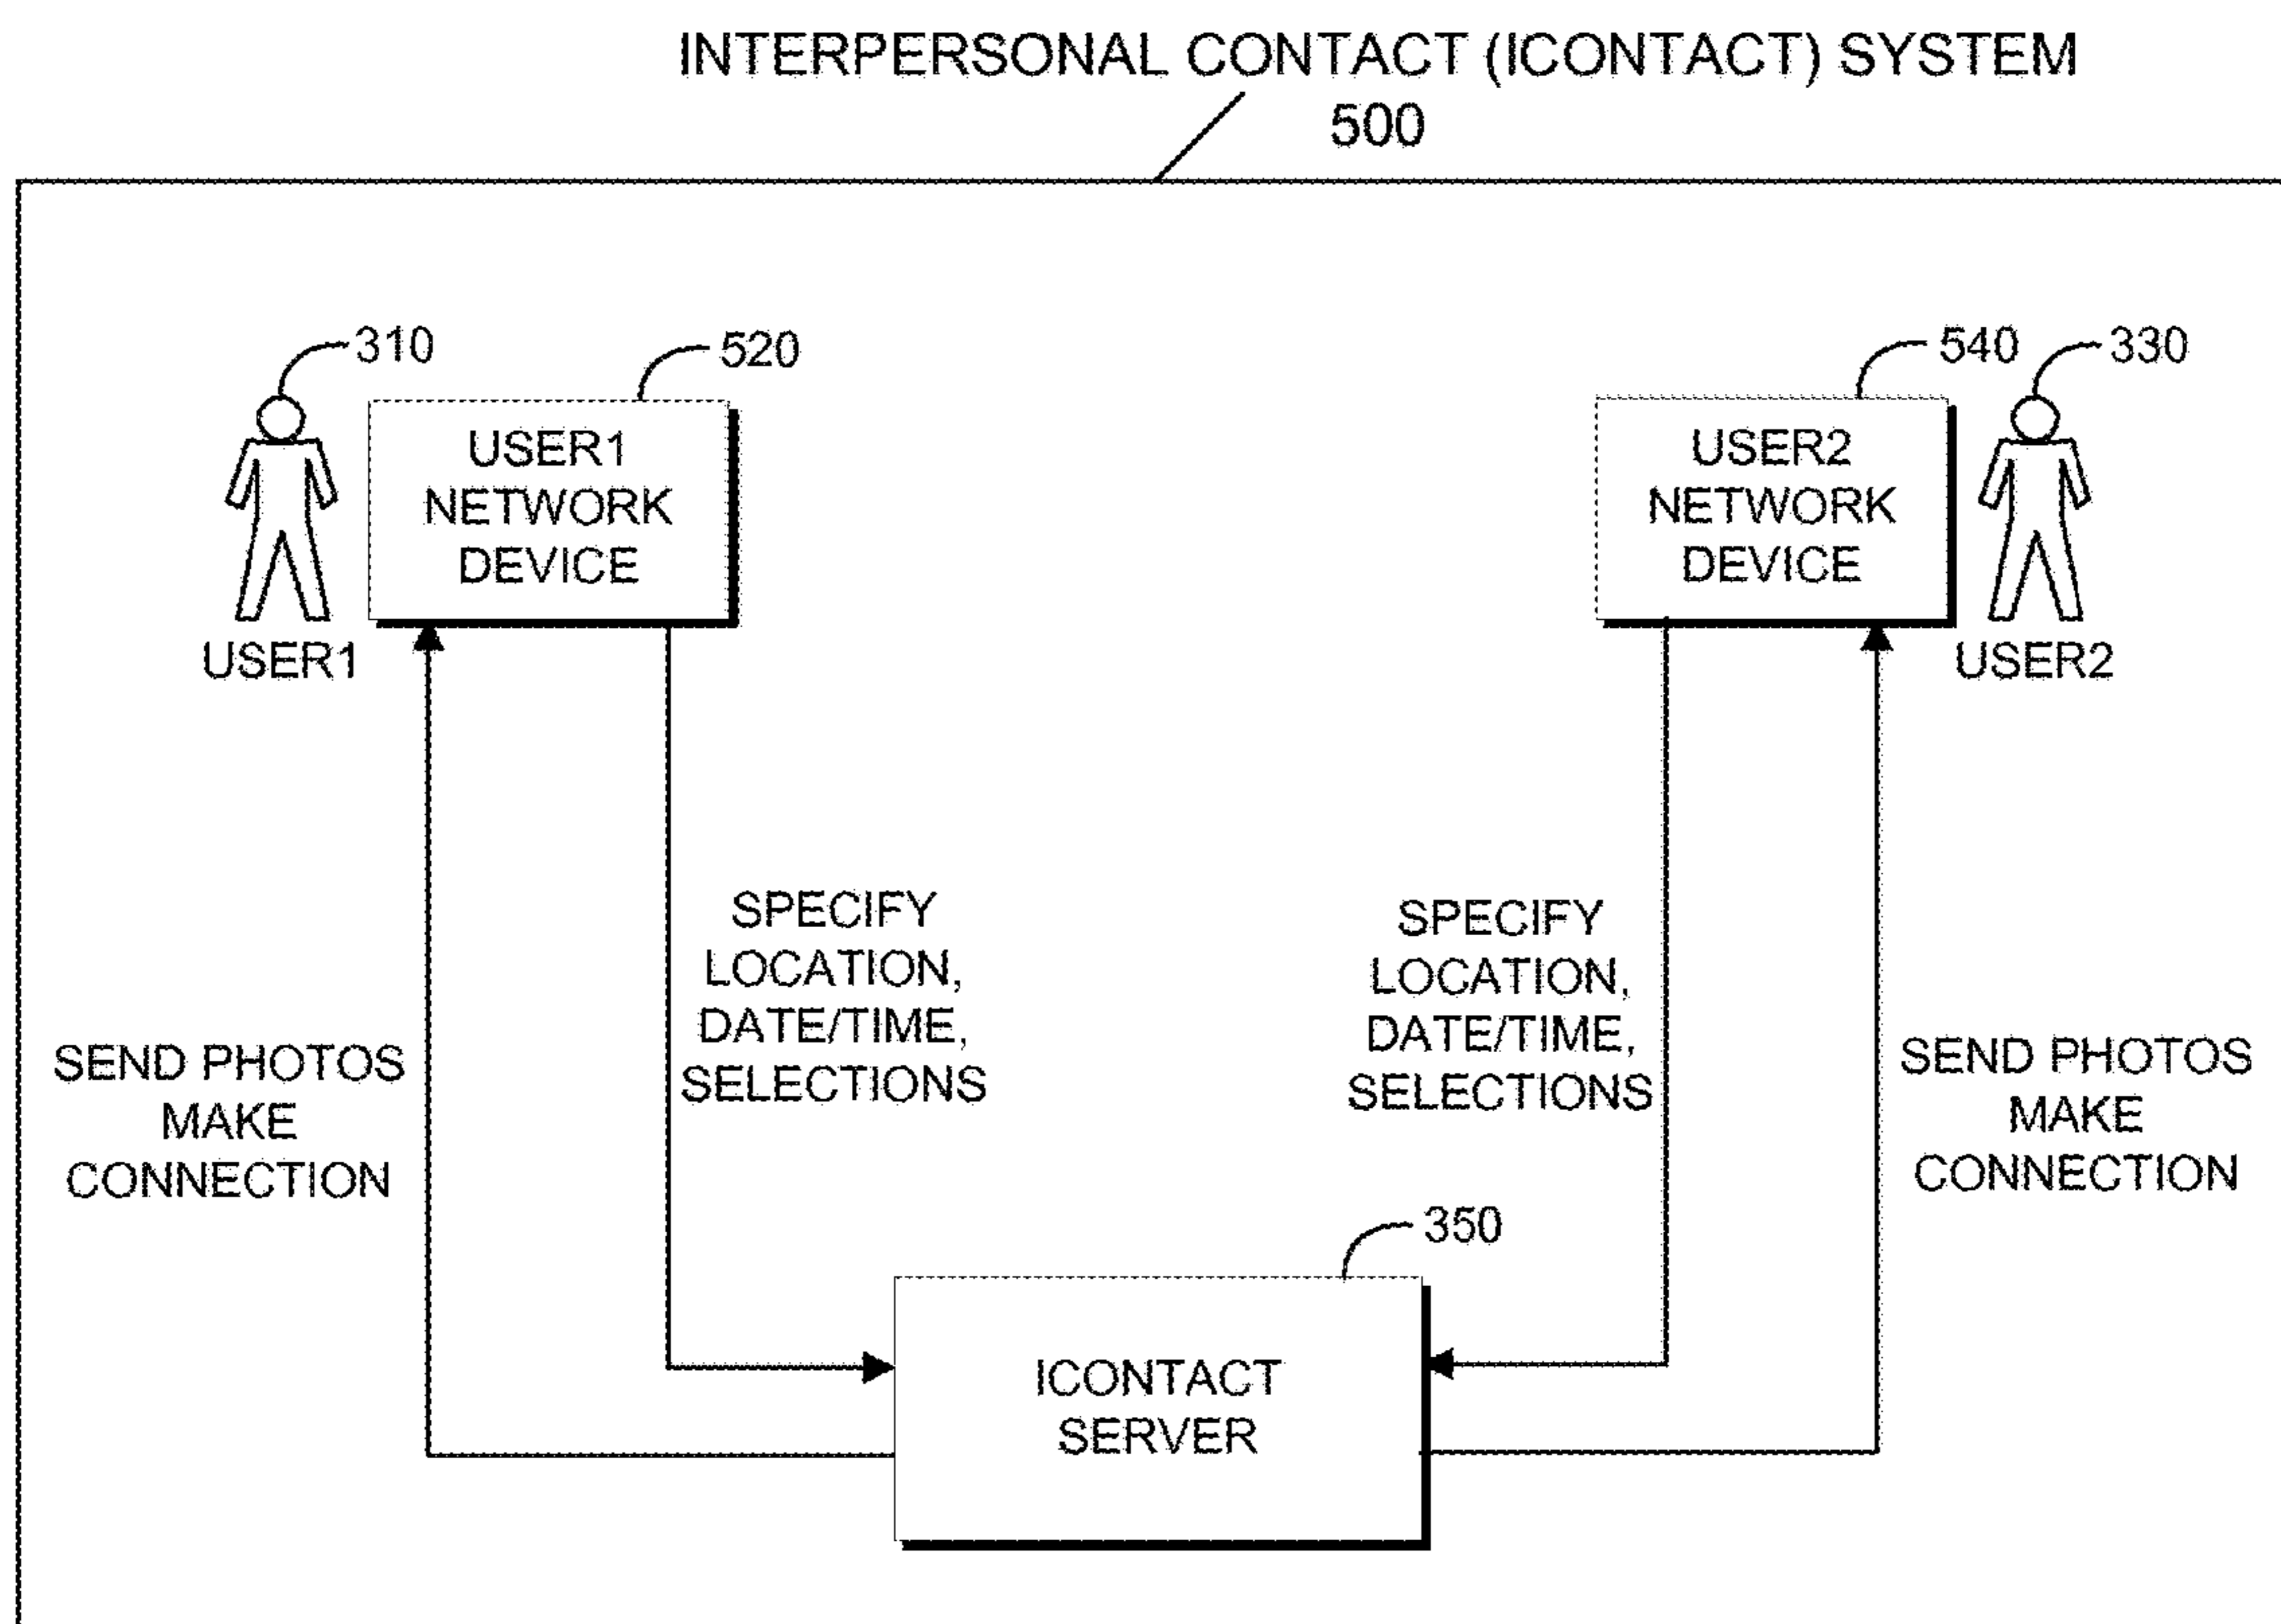 INTERPERSONAL CONTACT (ICONTACT) SYSTEM
500
310
520
540
330
USER1
NETWORK
DEVICE
USER2
NETWORK
DEVICE
USER1
USER2
SPECIFY
LOCATION,
DATE/TIME,
SELECTIONS
SPECIFY
LOCATION,
DATE/TIME,
SELECTIONS
SEND PHOTOS
MAKE
CONNECTION
SEND PHOTOS
MAKE
CONNECTION
350
ICONTACT
SERVER